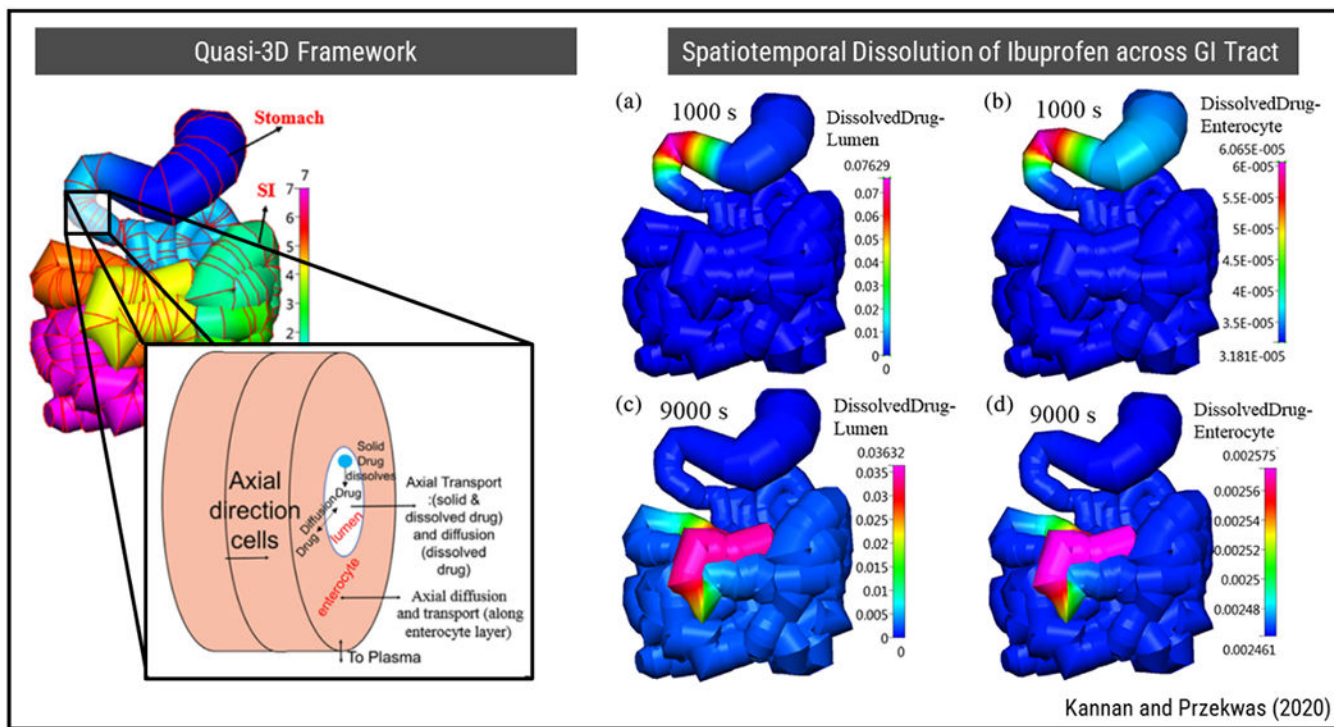 Quasi-3D Framework
Stomach
SI
7
7
6
5
4
3
2
Axial
direction
cells
Solid
Drug
dissolves
Drug
Diffusion
Drug
lumen
enterocyte
Axial Transport
:(solid &
dissolved drug)
and diffusion
(dissolved
drug)
Axial diffusion
and transport (along
enterocyte layer)
To Plasma
Spatiotemporal Dissolution of Ibuprofen across GI Tract
(a)
1000 s
DissolvedDrug-
Lumen
0.07629
0.07
0.06
0.05
0.04
0.03
0.02
0.01
0
0
(b)
1000 s
DissolvedDrug-
Enterocyte
6.065E-005
6E-005
5.5E-005
5E-005
4.5E-005
4E-005
3.5E-005
3.181E-005
(c)
9000 s
DissolvedDrug-
Lumen
0.03632
0.035
0.03
0.025
0.02
0.015
0.01
0.005
0
0
(d)
9000 s
DissolvedDrug-
Enterocyte
0.002575
0.00256
0.00254
0.00252
0.0025
0.00248
0.002461
Kannan and Przekwas (2020)